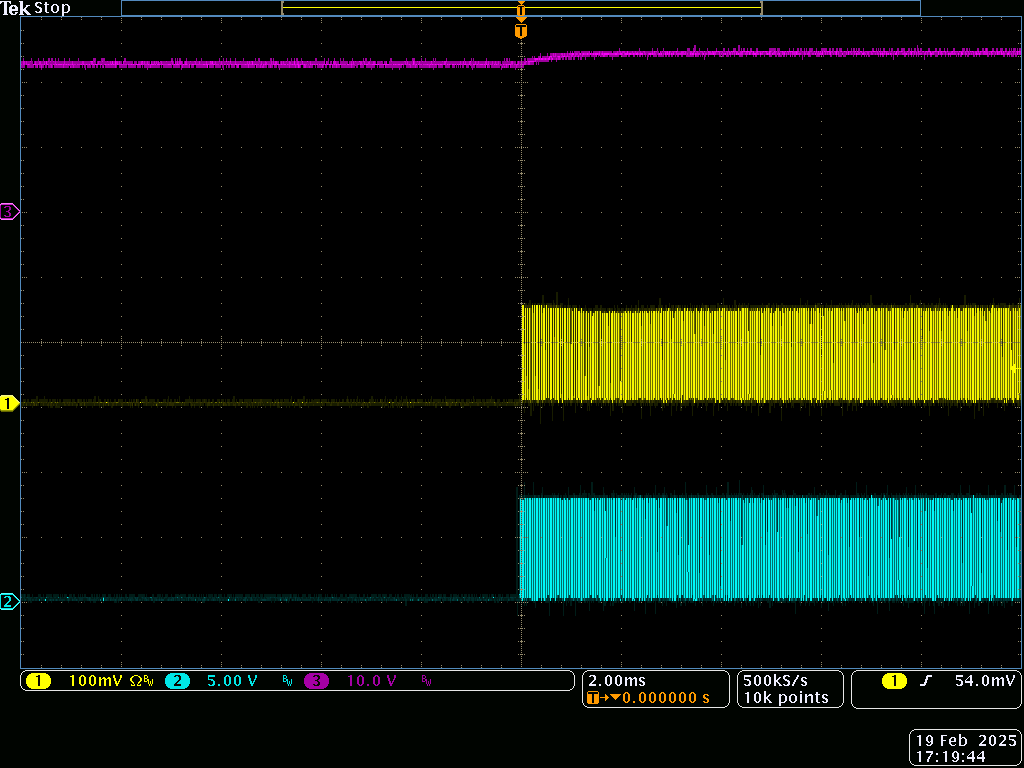 Tek Stop
T
T
3
1
2
1 100mV ΩBW 2 5.00 V BW 3 10.0 V BW
2.00ms
T→▼0.000000 s
500kS/s
10k points
1 ∫ 54.0mV
19 Feb 2025
17:19:44